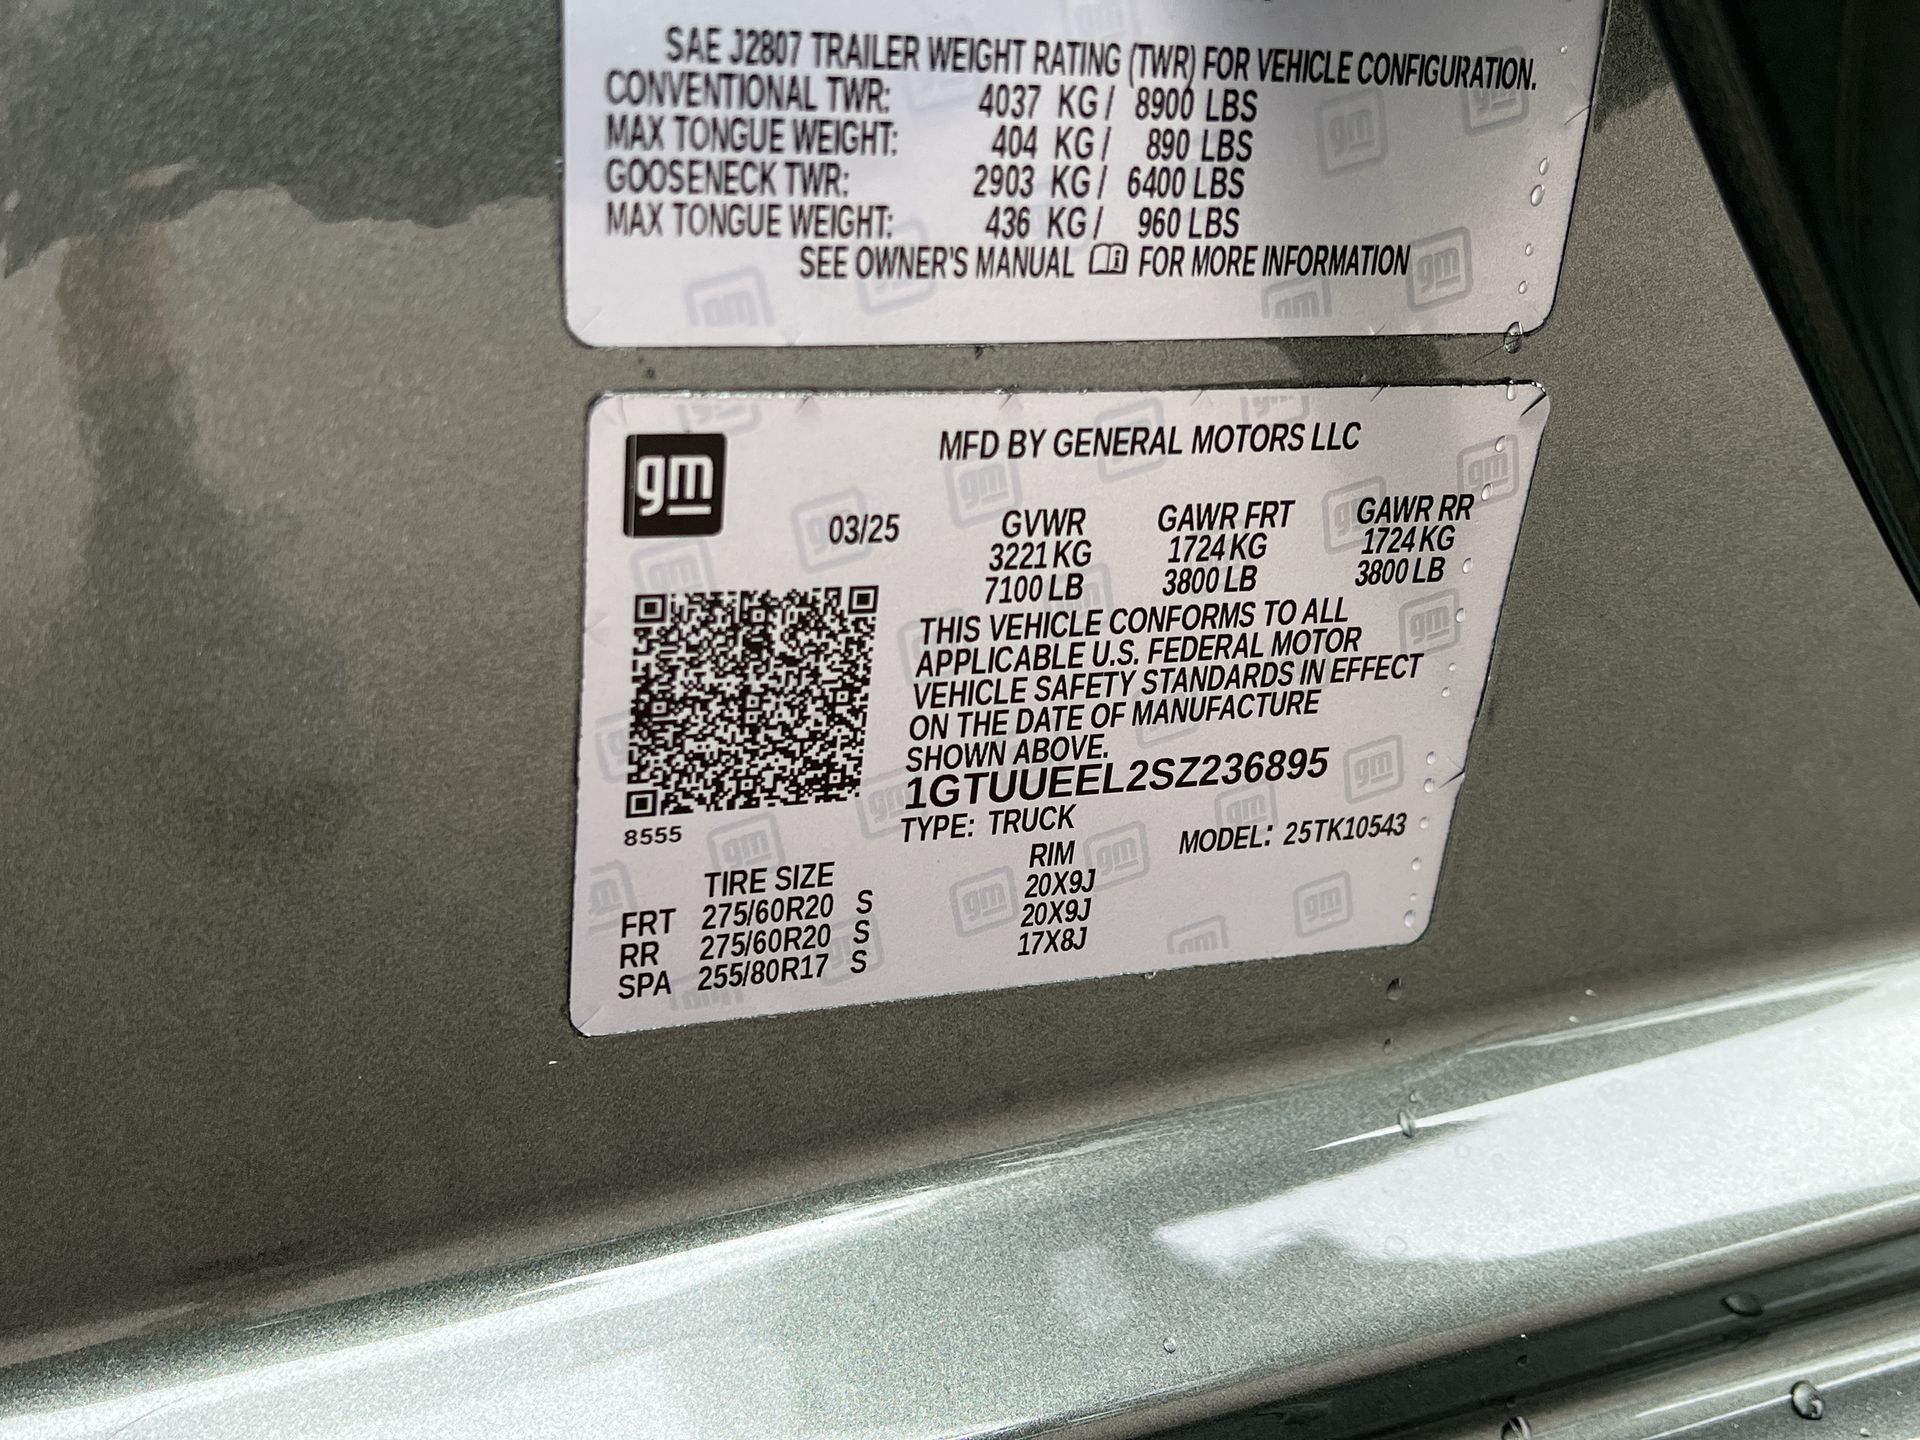 SAE J2807 TRAILER WEIGHT RATING (TWR) FOR VEHICLE CONFIGURATION.
CONVENTIONAL TWR: 4037 KG / 8900 LBS
MAX TONGUE WEIGHT: 404 KG / 890 LBS
GOOSENECK TWR: 2903 KG / 6400 LBS
MAX TONGUE WEIGHT: 436 KG / 960 LBS
SEE OWNER'S MANUAL FOR MORE INFORMATION
gm
MFD BY GENERAL MOTORS LLC
03/25 GVWR GAWR FRT GAWR RR
3221 KG 1724 KG 1724 KG
7100 LB 3800 LB 3800 LB
THIS VEHICLE CONFORMS TO ALL
APPLICABLE U.S. FEDERAL MOTOR
VEHICLE SAFETY STANDARDS IN EFFECT
ON THE DATE OF MANUFACTURE
SHOWN ABOVE.
1GTUUEEL2SZ236895
8555 TYPE: TRUCK MODEL: 25TK10543
TIRE SIZE RIM
FRT 275/60R20 S 20X9J
RR 275/60R20 S 20X9J
SPA 255/80R17 S 17X8J